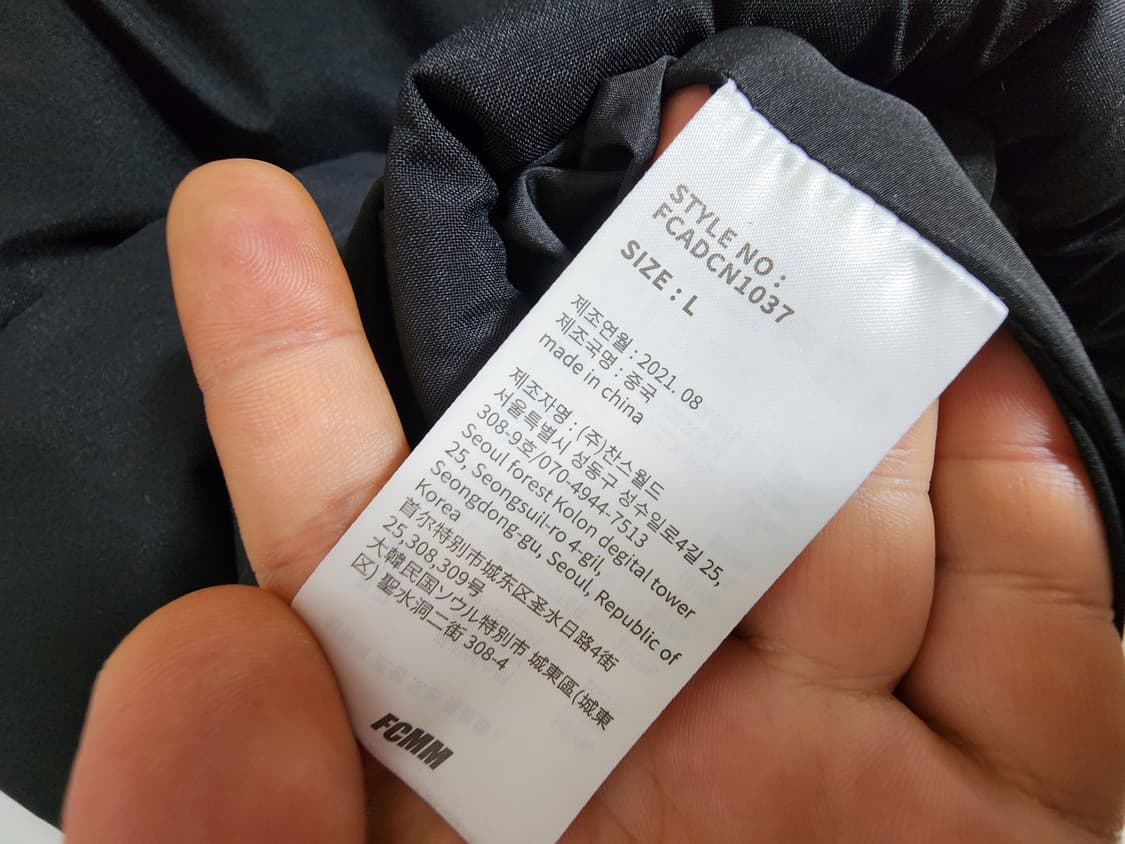 STYLE NO :
FCADCN1037
SIZE : L
제조연월 : 2021. 08
제조국명 : 중국
made in china
제조자명 : (주)찬스월드
서울특별시 성동구 성수일로4길 25,
308-9호/070-4944-7513
Seoul forest Kolon degital tower
25, Seongsuil-ro 4-gil,
Seongdong-gu, Seoul, Republic of
Korea
首尔特别市城东区圣水日路4街
25,308,309号
大韓民国ソウル特別市 城東區(城東
区) 聖水洞二街 308-4
FCMM